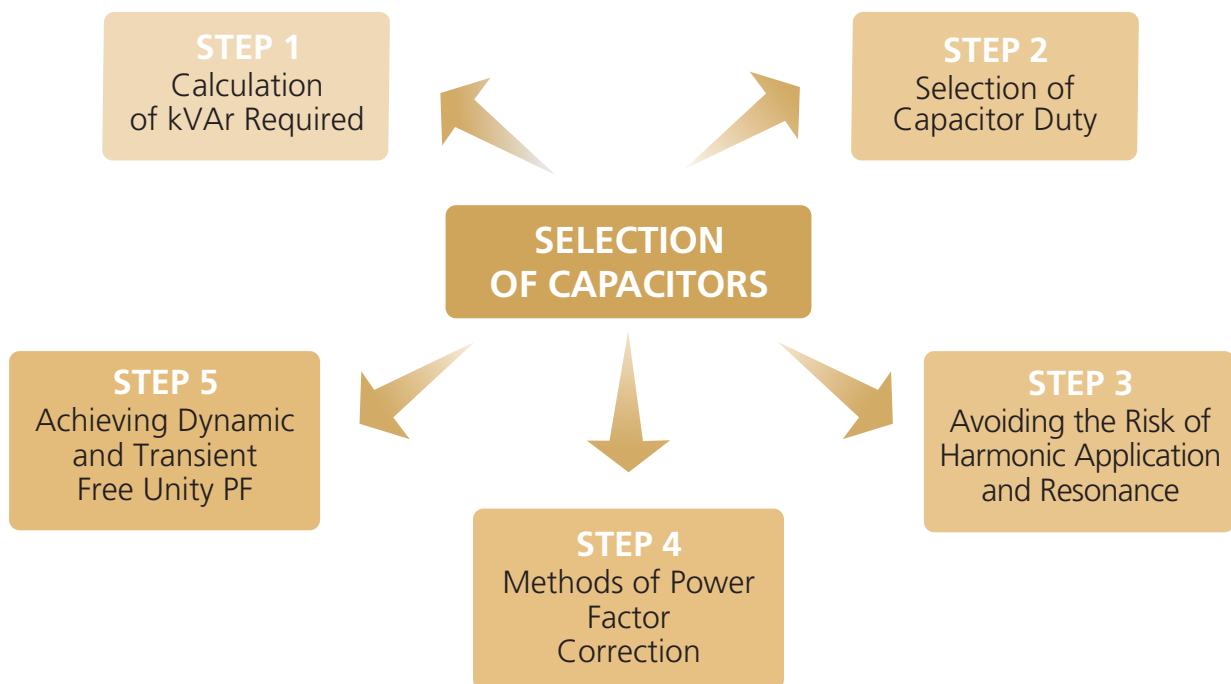 STEP 1
Calculation
of kVAr Required
STEP 2
Selection of
Capacitor Duty
SELECTION
OF CAPACITORS
STEP 5
Achieving Dynamic
and Transient
Free Unity PF
STEP 3
Avoiding the Risk of
Harmonic Application
and Resonance
STEP 4
Methods of Power
Factor
Correction